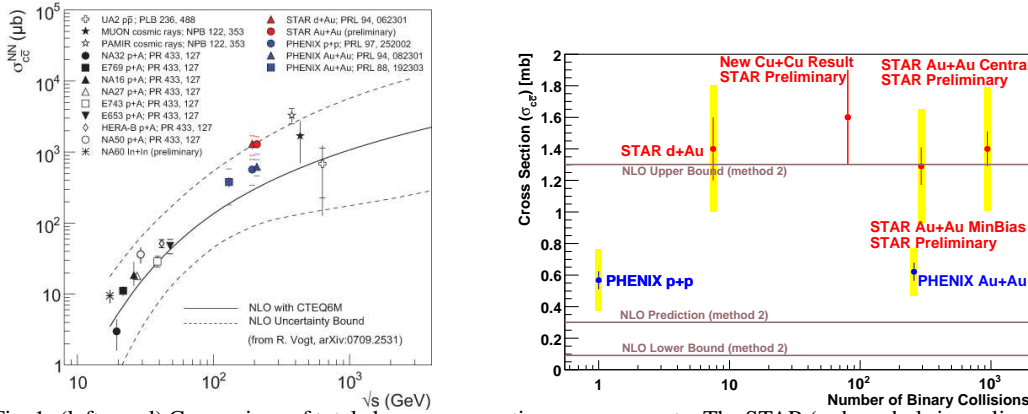 σ_cc̄^NN (μb)
UA2 pp̄; PLB 236, 488
MUON cosmic rays; NPB 122, 353
PAMIR cosmic rays; NPB 122, 353
NA32 p+A; PR 433, 127
E769 p+A; PR 433, 127
NA16 p+A; PR 433, 127
NA27 p+A; PR 433, 127
E743 p+A; PR 433, 127
E653 p+A; PR 433, 127
HERA-B p+A; PR 433, 127
NA50 p+A; PR 433, 127
NA60 In+In (preliminary)
STAR d+Au; PRL 94, 062301
STAR Au+Au (preliminary)
PHENIX p+p; PRL 97, 252002
PHENIX Au+Au; PRL 94, 082301
PHENIX Au+Au; PRL 88, 192303
10⁵
10⁴
10³
10²
10
1
NLO with CTEQ6M
NLO Uncertainty Bound
(from R. Vogt, arXiv:0709.2531)
10
10²
10³
√s (GeV)
Cross Section (σ_cc̄) [mb]
2
1.8
1.6
1.4
1.2
1
0.8
0.6
0.4
0.2
0
New Cu+Cu Result
STAR Preliminary
STAR Au+Au Central
STAR Preliminary
STAR d+Au
NLO Upper Bound (method 2)
STAR Au+Au MinBias
STAR Preliminary
PHENIX p+p
PHENIX Au+Au
NLO Prediction (method 2)
NLO Lower Bound (method 2)
1
10
10²
10³
Number of Binary Collisions